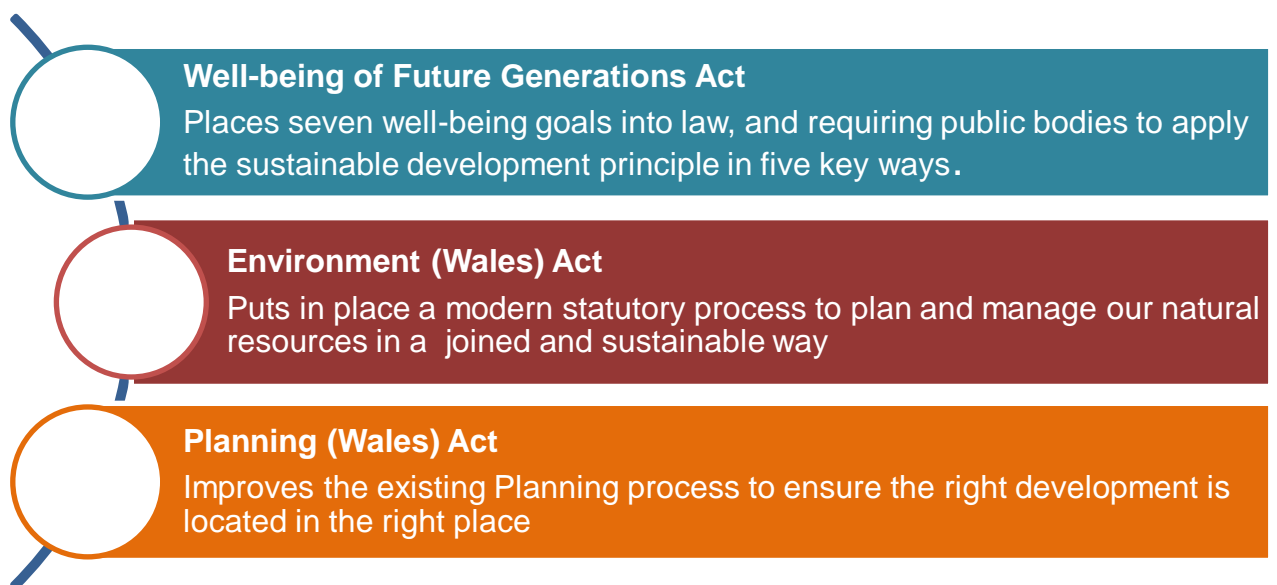 Well-being of Future Generations Act
Places seven well-being goals into law, and requiring public bodies to apply
the sustainable development principle in five key ways.
Environment (Wales) Act
Puts in place a modern statutory process to plan and manage our natural
resources in a  joined and sustainable way
Planning (Wales) Act
Improves the existing Planning process to ensure the right development is
located in the right place